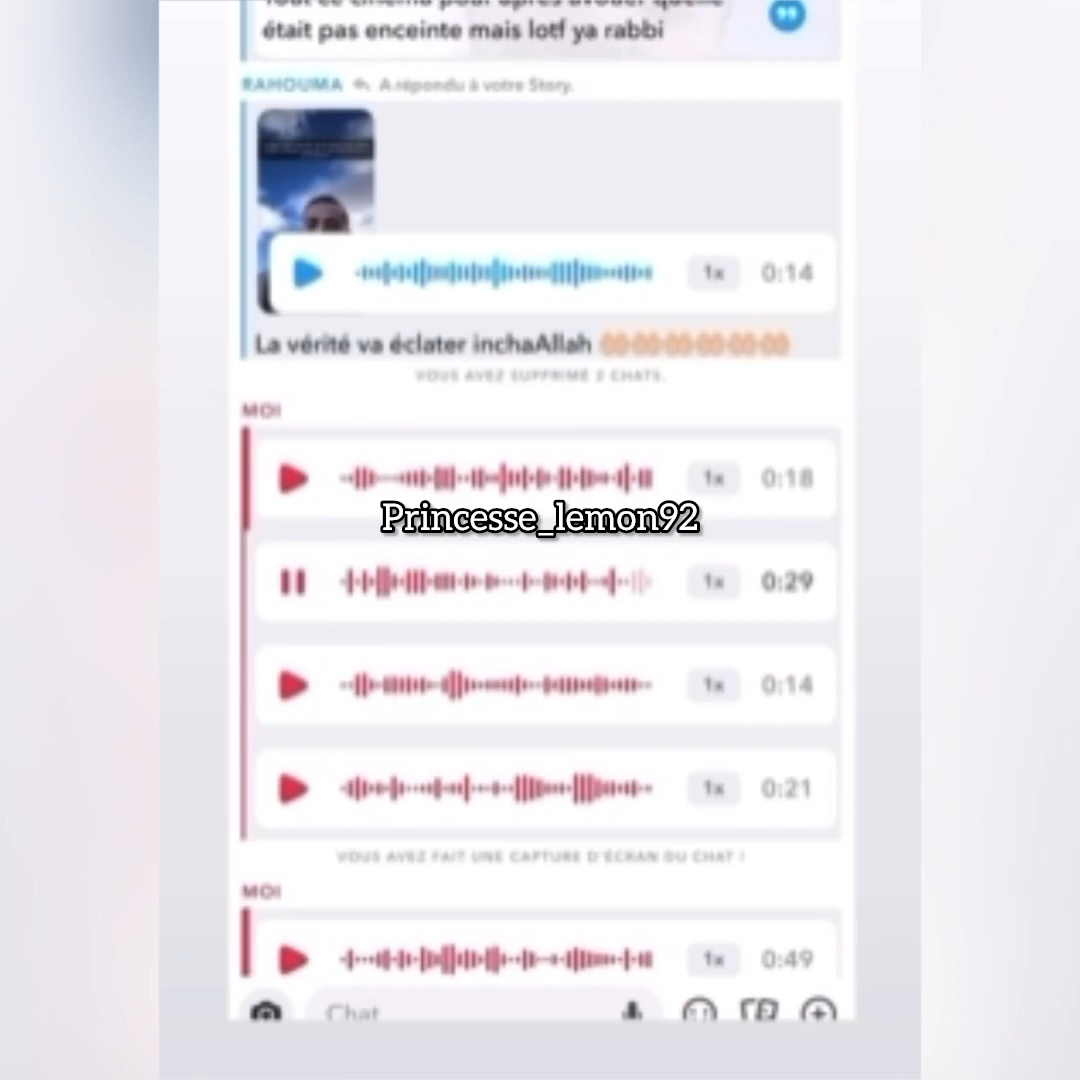 était pas enceinte mais lotf ya rabbi
RAHOUMA A répondu à votre Story.
1x 0:14
La vérité va éclater inchaAllah
VOUS AVEZ SUPPRIMÉ 2 CHATS.
MOI
1x 0:18
Princesse_lemon92
1x 0:29
1x 0:14
1x 0:21
VOUS AVEZ FAIT UNE CAPTURE D'ÉCRAN DU CHAT !
MOI
1x 0:49
Chat